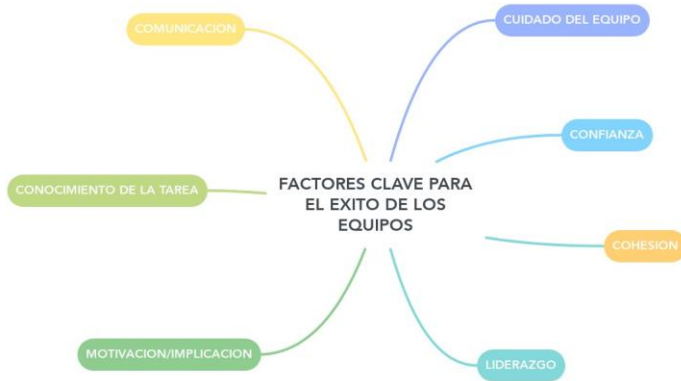 COMUNICACION
CUIDADO DEL EQUIPO
CONFIANZA
CONOCIMIENTO DE LA TAREA
FACTORES CLAVE PARA
EL EXITO DE LOS
EQUIPOS
COHESION
MOTIVACION/IMPLICACION
LIDERAZGO